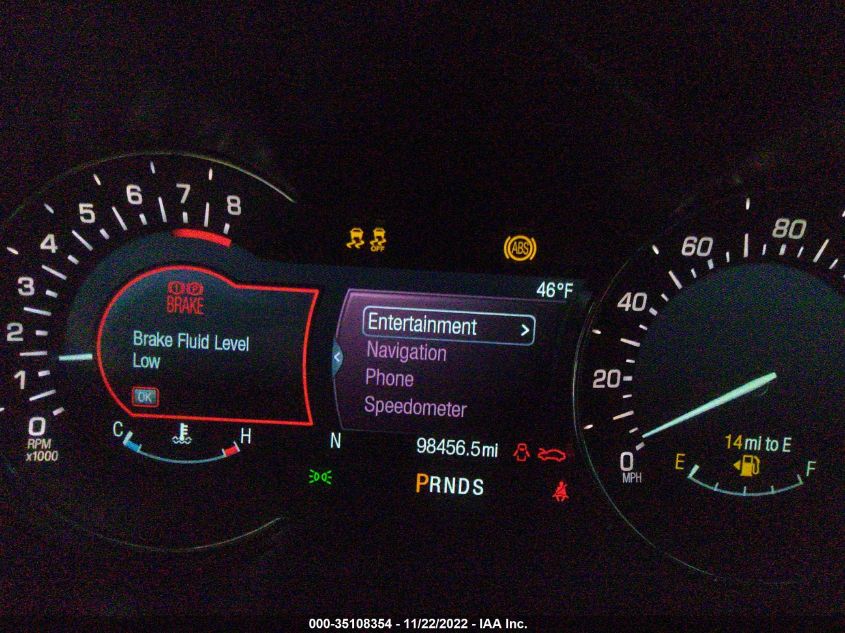 0 1 2 3 4 5 6 7 8
RPM
x1000
BRAKE
Brake Fluid Level
Low
OK
C H
OFF
ABS
46°F
Entertainment >
Navigation
Phone
Speedometer
N
98456.5mi
PRNDS
0 20 40 60 80
MPH
14mi to E
E F
000-35108354 - 11/22/2022 - IAA Inc.